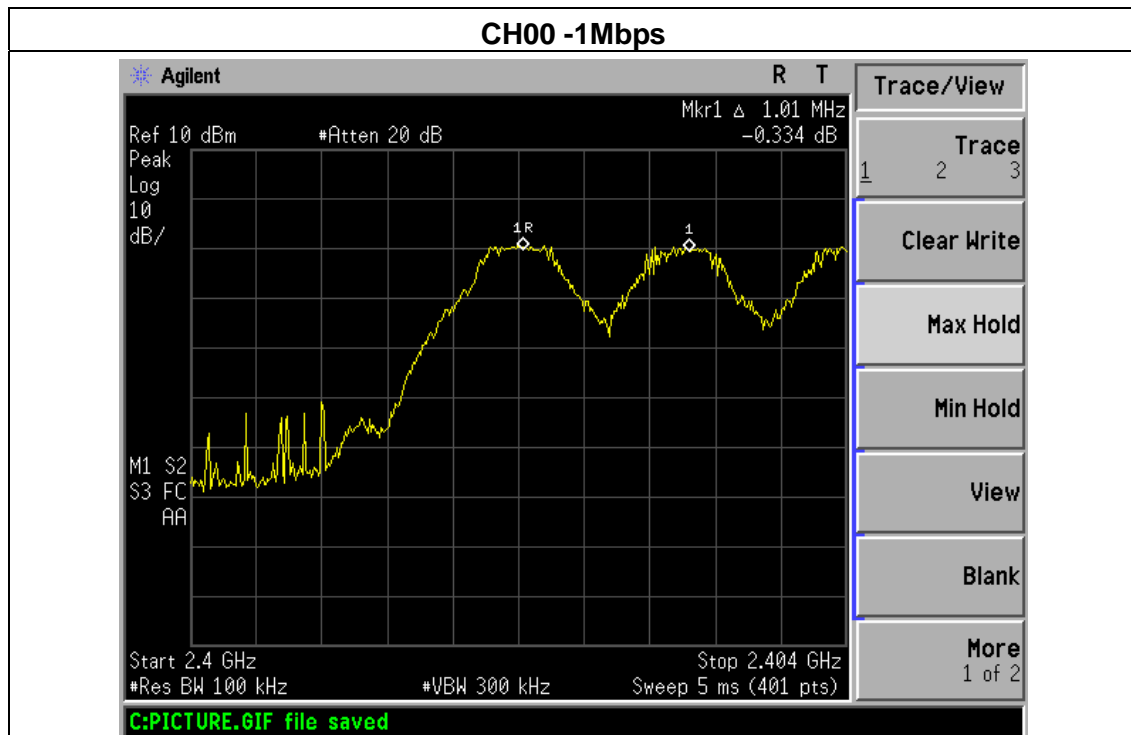 CH00 -1Mbps
Agilent R T
Trace/View
Mkr1 Δ 1.01 MHz
Ref 10 dBm #Atten 20 dB -0.334 dB
Peak
Log
10
dB/
1R
1
M1 S2
S3 FC
AA
Start 2.4 GHz Stop 2.404 GHz
#Res BW 100 kHz #VBW 300 kHz Sweep 5 ms (401 pts)
C:PICTURE.GIF file saved
Trace
1 2 3
Clear Write
Max Hold
Min Hold
View
Blank
More
1 of 2